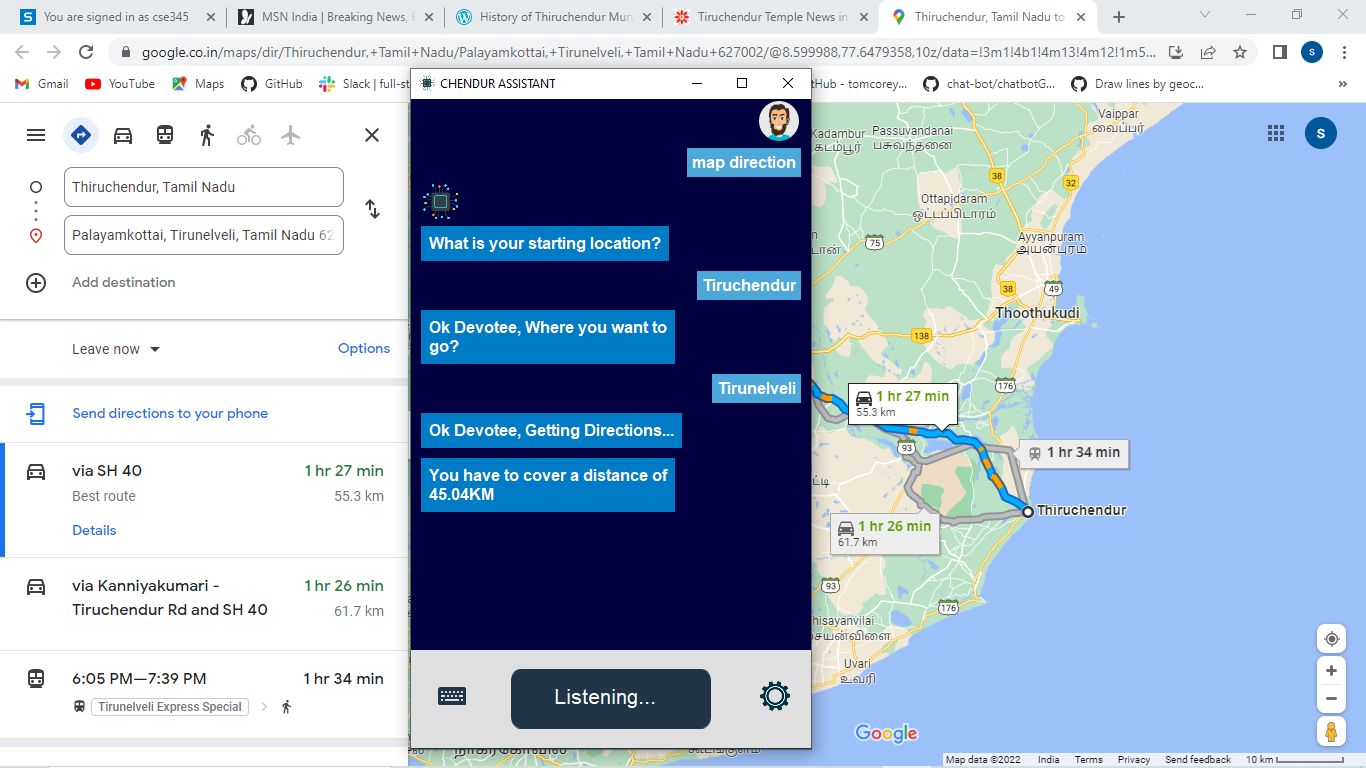 You are signed in as cse345
MSN India | Breaking News, E
History of Thiruchendur Mur
Tiruchendur Temple News in
Thiruchendur, Tamil Nadu to
google.co.in/maps/dir/Thiruchendur,+Tamil+Nadu/Palayamkottai,+Tirunelveli,+Tamil+Nadu+627002/@8.599988,77.6479358,10z/data=!3m1!4b1!4m13!4m12!1m5...
S
Gmail
YouTube
Maps
GitHub
Slack | full-st
tHub - tomcorey...
chat-bot/chatbotG...
Draw lines by geoc...
»
CHENDUR ASSISTANT
map direction
What is your starting location?
Tiruchendur
Ok Devotee, Where you want to
go?
Tirunelveli
Ok Devotee, Getting Directions...
You have to cover a distance of
45.04KM
Listening...
Thiruchendur, Tamil Nadu
Palayamkottai, Tirunelveli, Tamil Nadu 62
Add destination
Leave now
Options
Send directions to your phone
via SH 40
1 hr 27 min
Best route
55.3 km
Details
via Kanniyakumari -
1 hr 26 min
Tiruchendur Rd and SH 40
61.7 km
6:05 PM—7:39 PM
1 hr 34 min
Tirunelveli Express Special
S
Vaippar
வைப்பர்
Kadambur
கடம்பூர்
Passuvandanai
பசுவந்தனை
38
32
Ottapidaram
ஒட்டப்பிடாரம்
75
Ayyanpuram
அயன்புரம்
38
49
Thoothukudi
138
176
1 hr 27 min
55.3 km
93
1 hr 34 min
Thiruchendur
1 hr 26 min
61.7 km
93
176
Uvari
உவரி
Google
Map data ©2022
India
Terms
Privacy
Send feedback
10 km